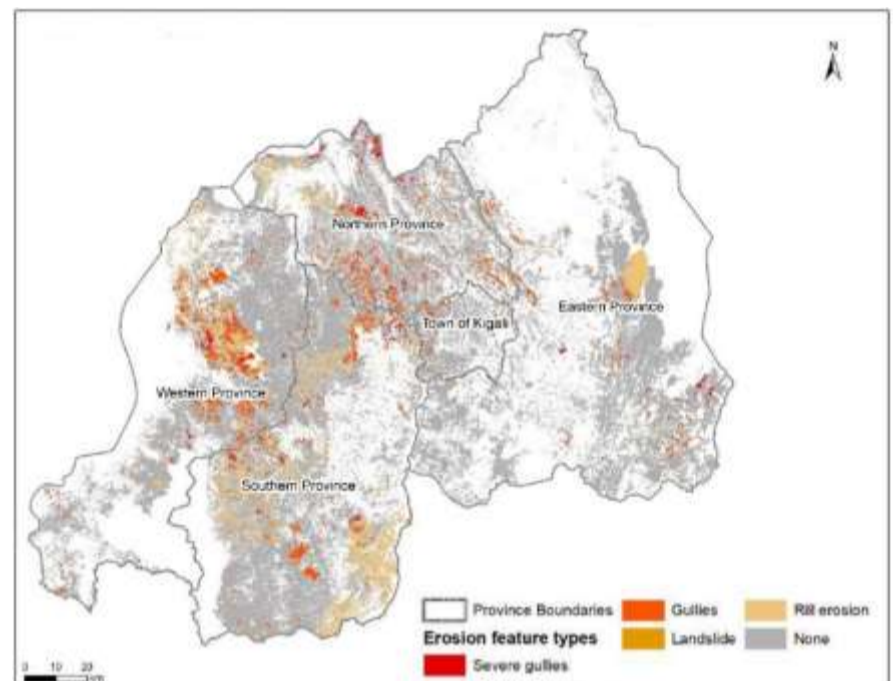 N
Northern Province
Eastern Province
Town of Kigali
Western Province
Southern Province
Province Boundaries
Erosion feature types
Severe gullies
Gullies
Landslide
Rill erosion
None
0 10 20
km